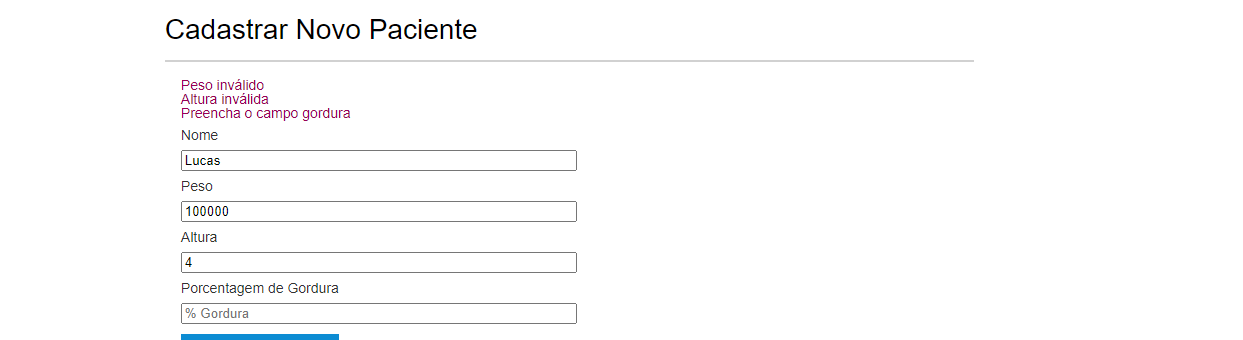 Cadastrar Novo Paciente
Peso inválido
Altura inválida
Preencha o campo gordura
Nome
Lucas
Peso
100000
Altura
4
Porcentagem de Gordura
% Gordura